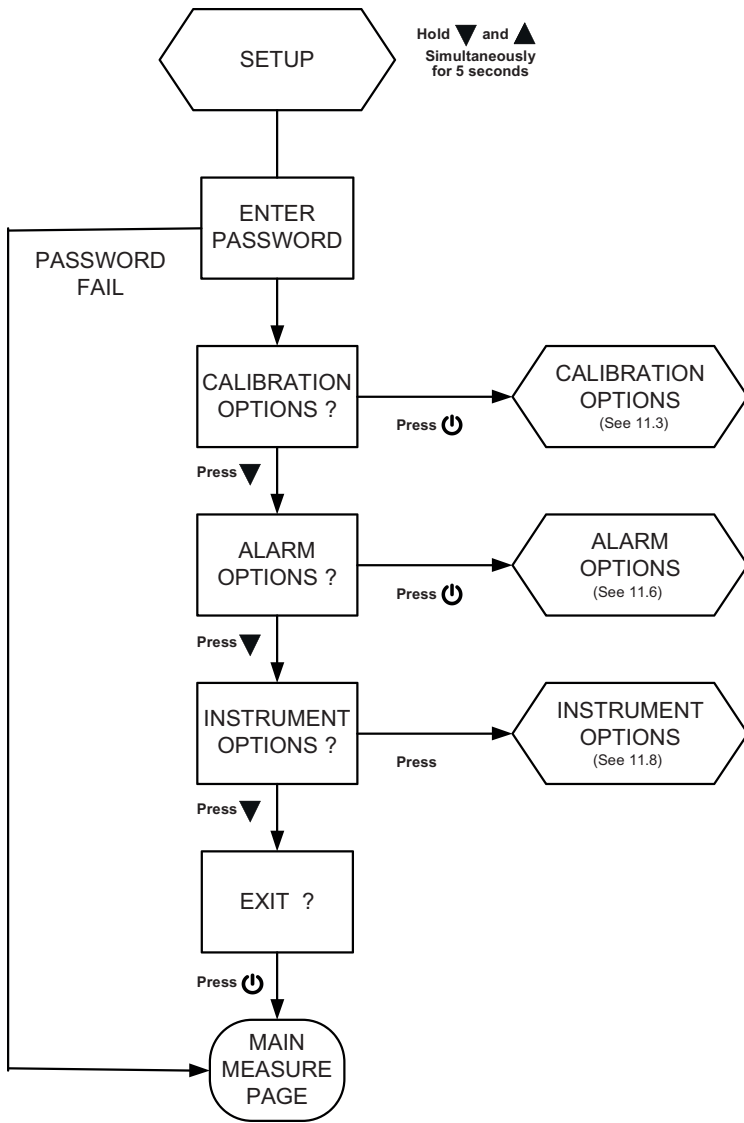 SETUP
Hold ▼ and ▲
Simultaneously
for 5 seconds
ENTER
PASSWORD
PASSWORD
FAIL
CALIBRATION
OPTIONS ?
Press ⏻
CALIBRATION
OPTIONS
(See 11.3)
Press ▼
ALARM
OPTIONS ?
Press ⏻
ALARM
OPTIONS
(See 11.6)
Press ▼
INSTRUMENT
OPTIONS ?
Press
INSTRUMENT
OPTIONS
(See 11.8)
Press ▼
EXIT ?
Press ⏻
MAIN
MEASURE
PAGE